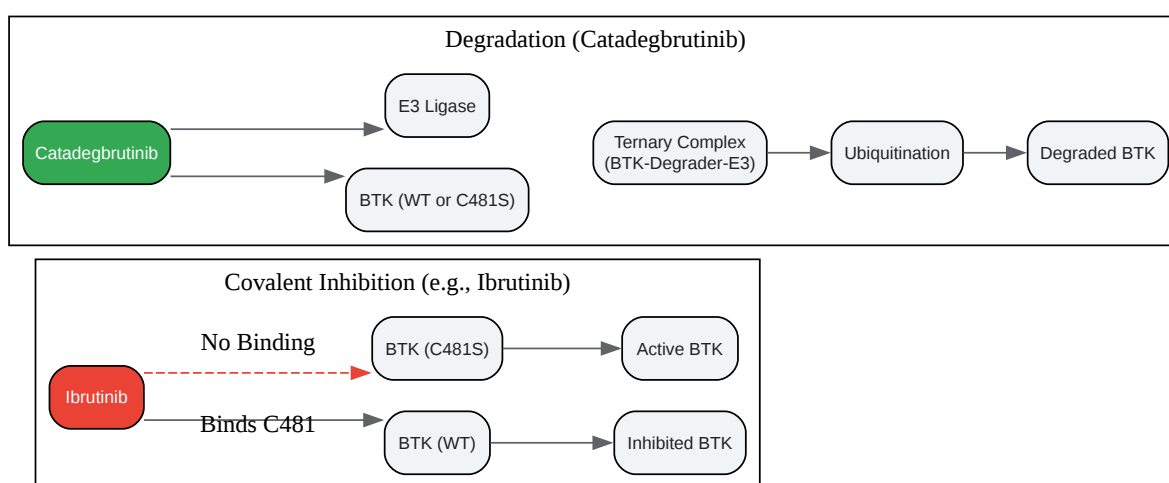 Degradation (Catadegbrutinib)
E3 Ligase
Catadegbrutinib
Ternary Complex
(BTK-Degrader-E3)
Ubiquitination
Degraded BTK
BTK (WT or C481S)
Covalent Inhibition (e.g., Ibrutinib)
No Binding
BTK (C481S)
Active BTK
Ibrutinib
Binds C481
BTK (WT)
Inhibited BTK